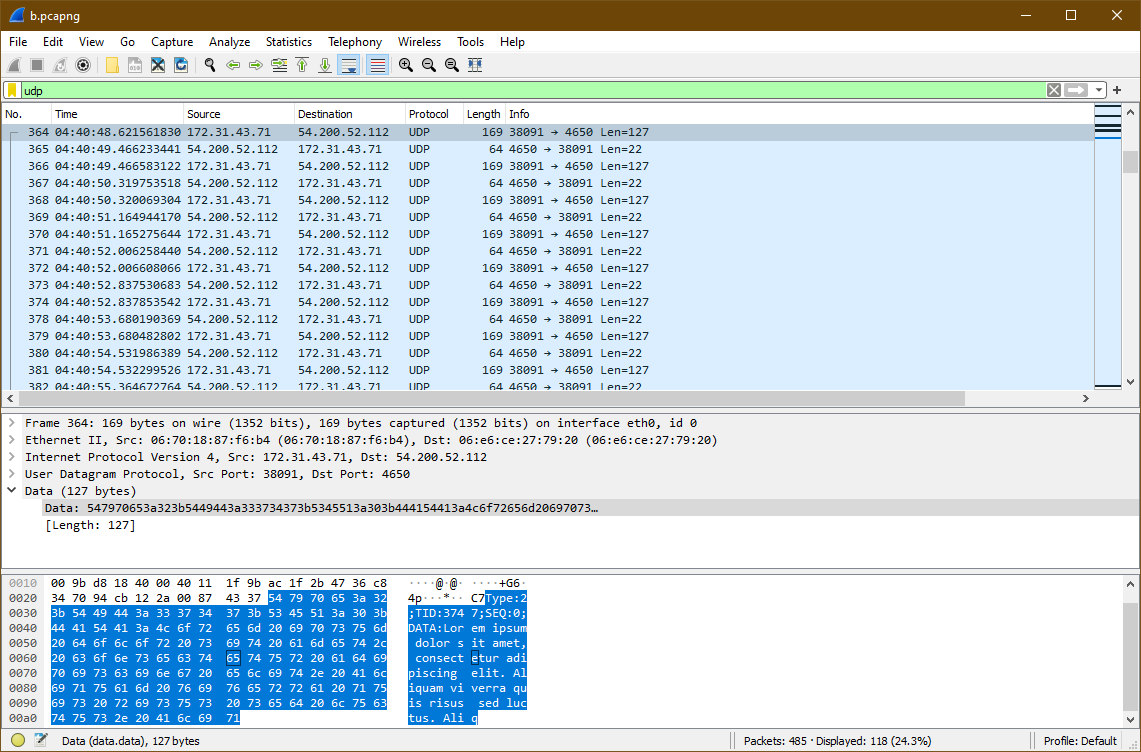 b.pcapng
File Edit View Go Capture Analyze Statistics Telephony Wireless Tools Help
udp
No. Time Source Destination Protocol Length Info
364 04:40:48.621561830 172.31.43.71 54.200.52.112 UDP 169 38091 → 4650 Len=127
365 04:40:49.466233441 54.200.52.112 172.31.43.71 UDP 64 4650 → 38091 Len=22
366 04:40:49.466583122 172.31.43.71 54.200.52.112 UDP 169 38091 → 4650 Len=127
367 04:40:50.319753518 54.200.52.112 172.31.43.71 UDP 64 4650 → 38091 Len=22
368 04:40:50.320069304 172.31.43.71 54.200.52.112 UDP 169 38091 → 4650 Len=127
369 04:40:51.164944170 54.200.52.112 172.31.43.71 UDP 64 4650 → 38091 Len=22
370 04:40:51.165275644 172.31.43.71 54.200.52.112 UDP 169 38091 → 4650 Len=127
371 04:40:52.006258440 54.200.52.112 172.31.43.71 UDP 64 4650 → 38091 Len=22
372 04:40:52.006608066 172.31.43.71 54.200.52.112 UDP 169 38091 → 4650 Len=127
373 04:40:52.837530683 54.200.52.112 172.31.43.71 UDP 64 4650 → 38091 Len=22
374 04:40:52.837853542 172.31.43.71 54.200.52.112 UDP 169 38091 → 4650 Len=127
378 04:40:53.680190369 54.200.52.112 172.31.43.71 UDP 64 4650 → 38091 Len=22
379 04:40:53.680482802 172.31.43.71 54.200.52.112 UDP 169 38091 → 4650 Len=127
380 04:40:54.531986389 54.200.52.112 172.31.43.71 UDP 64 4650 → 38091 Len=22
381 04:40:54.532299526 172.31.43.71 54.200.52.112 UDP 169 38091 → 4650 Len=127
382 04:40:55.364672764 54.200.52.112 172.31.43.71 UDP 64 4650 → 38091 Len=22
Frame 364: 169 bytes on wire (1352 bits), 169 bytes captured (1352 bits) on interface eth0, id 0
Ethernet II, Src: 06:70:18:87:f6:b4 (06:70:18:87:f6:b4), Dst: 06:e6:ce:27:79:20 (06:e6:ce:27:79:20)
Internet Protocol Version 4, Src: 172.31.43.71, Dst: 54.200.52.112
User Datagram Protocol, Src Port: 38091, Dst Port: 4650
Data (127 bytes)
Data: 547970653a323b5449443a333734373b5345513a303b444154413a4c6f72656d20697073…
[Length: 127]
0010 00 9b d8 18 40 00 40 11 1f 9b ac 1f 2b 47 36 c8 ····@·@· ····+G6·
0020 34 70 94 cb 12 2a 00 87 43 37 54 79 70 65 3a 32 4p···*·· C7Type:2
0030 3b 54 49 44 3a 33 37 34 37 3b 53 45 51 3a 30 3b ;TID:374 7;SEQ:0;
0040 44 41 54 41 3a 4c 6f 72 65 6d 20 69 70 73 75 6d DATA:Lor em ipsum
0050 20 64 6f 6c 6f 72 20 73 69 74 20 61 6d 65 74 2c dolor s it amet,
0060 20 63 6f 6e 73 65 63 74 65 74 75 72 20 61 64 69 consect etur adi
0070 70 69 73 63 69 6e 67 20 65 6c 69 74 2e 20 41 6c piscing elit. Al
0080 69 71 75 61 6d 20 76 69 76 65 72 72 61 20 71 75 iquam vi verra qu
0090 69 73 20 72 69 73 75 73 20 73 65 64 20 6c 75 63 is risus sed luc
00a0 74 75 73 2e 20 41 6c 69 71 tus. Ali q
Data (data.data), 127 bytes Packets: 485 · Displayed: 118 (24.3%) Profile: Default